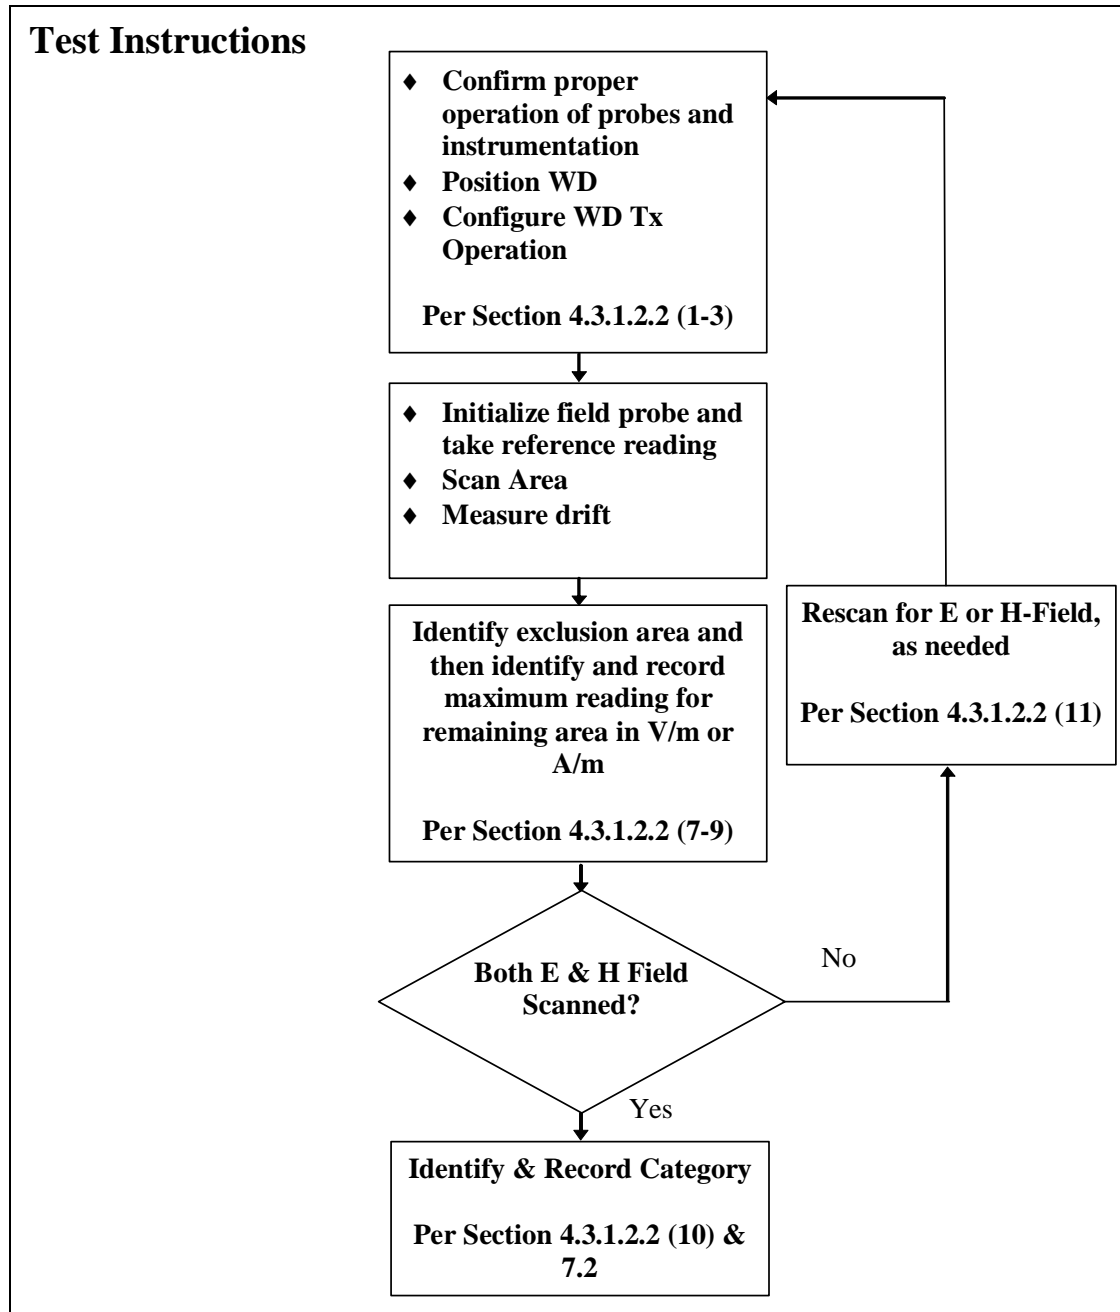 Test Instructions
♦ Confirm proper
operation of probes and
instrumentation
♦ Position WD
♦ Configure WD Tx
Operation
Per Section 4.3.1.2.2 (1-3)
♦ Initialize field probe and
take reference reading
♦ Scan Area
♦ Measure drift
Identify exclusion area and
then identify and record
maximum reading for
remaining area in V/m or
A/m
Per Section 4.3.1.2.2 (7-9)
Rescan for E or H-Field,
as needed
Per Section 4.3.1.2.2 (11)
Both E & H Field
Scanned?
No
Yes
Identify & Record Category
Per Section 4.3.1.2.2 (10) &
7.2